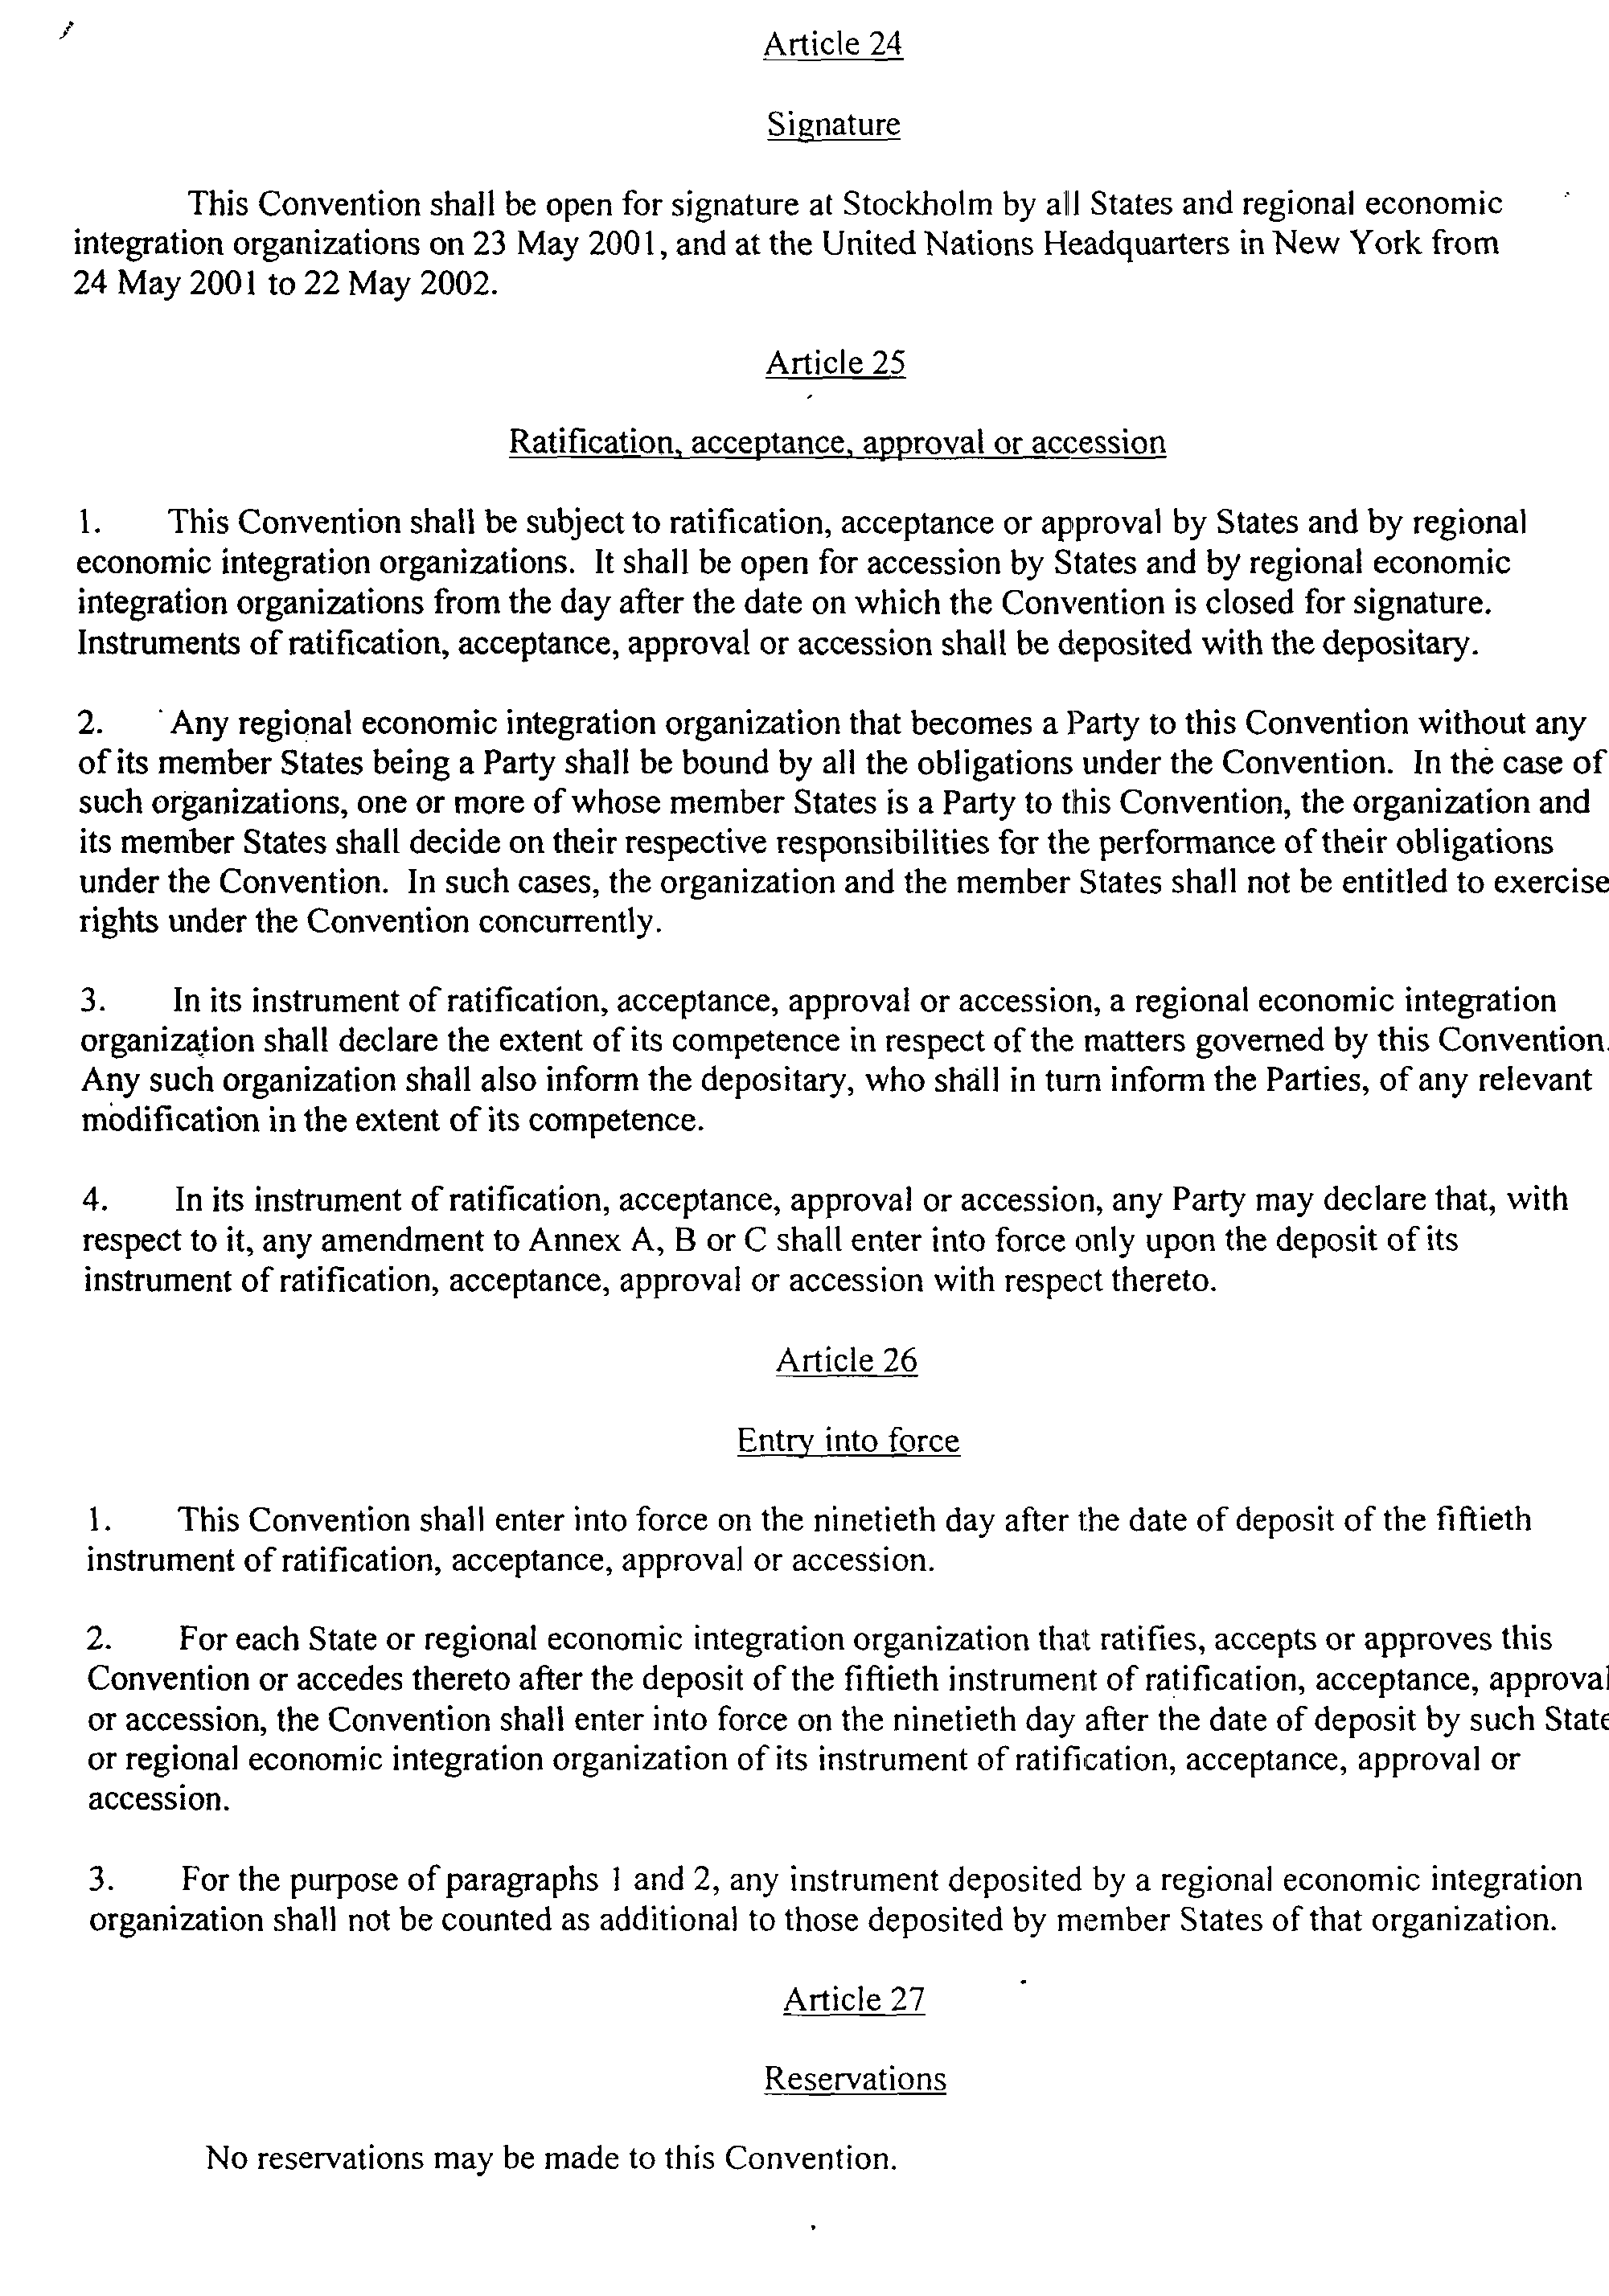 Article 24
Signature
This Convention shall be open for signature at Stockholm by all States and regional economic
integration organizations on 23 May 2001, and at the United Nations Headquarters in New York from
24 May 2001 to 22 May 2002.
Article 25
Ratification, acceptance, approval or accession
1. This Convention shall be subject to ratification, acceptance or approval by States and by regional
economic integration organizations. It shall be open for accession by States and by regional economic
integration organizations from the day after the date on which the Convention is closed for signature.
Instruments of ratification, acceptance, approval or accession shall be deposited with the depositary.
2. Any regional economic integration organization that becomes a Party to this Convention without any
of its member States being a Party shall be bound by all the obligations under the Convention. In the case of
such organizations, one or more of whose member States is a Party to this Convention, the organization and
its member States shall decide on their respective responsibilities for the performance of their obligations
under the Convention. In such cases, the organization and the member States shall not be entitled to exercise
rights under the Convention concurrently.
3. In its instrument of ratification, acceptance, approval or accession, a regional economic integration
organization shall declare the extent of its competence in respect of the matters governed by this Convention.
Any such organization shall also inform the depositary, who shall in turn inform the Parties, of any relevant
modification in the extent of its competence.
4. In its instrument of ratification, acceptance, approval or accession, any Party may declare that, with
respect to it, any amendment to Annex A, B or C shall enter into force only upon the deposit of its
instrument of ratification, acceptance, approval or accession with respect thereto.
Article 26
Entry into force
1. This Convention shall enter into force on the ninetieth day after the date of deposit of the fiftieth
instrument of ratification, acceptance, approval or accession.
2. For each State or regional economic integration organization that ratifies, accepts or approves this
Convention or accedes thereto after the deposit of the fiftieth instrument of ratification, acceptance, approval
or accession, the Convention shall enter into force on the ninetieth day after the date of deposit by such State
or regional economic integration organization of its instrument of ratification, acceptance, approval or
accession.
3. For the purpose of paragraphs 1 and 2, any instrument deposited by a regional economic integration
organization shall not be counted as additional to those deposited by member States of that organization.
Article 27
Reservations
No reservations may be made to this Convention.